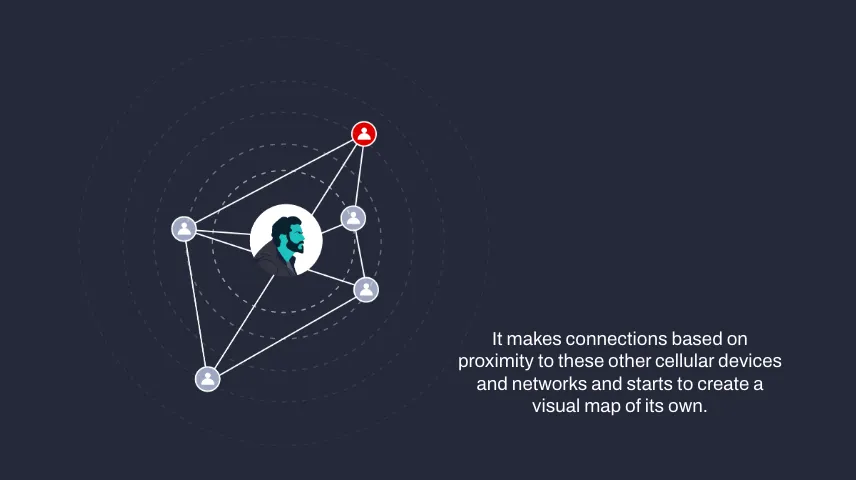 It makes connections based on
proximity to these other cellular devices
and networks and starts to create a
visual map of its own.